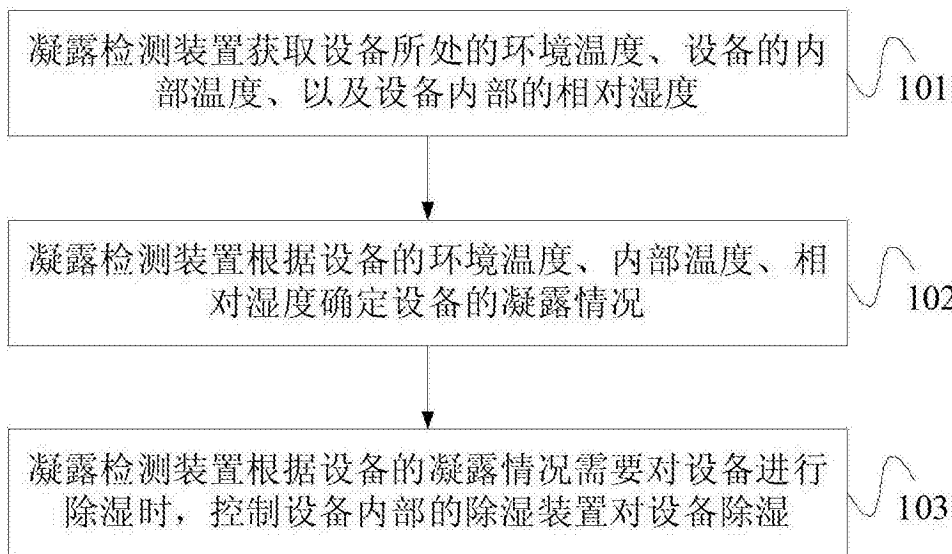 凝露检测装置获取设备所处的环境温度、设备的内
部温度、以及设备内部的相对湿度
101
凝露检测装置根据设备的环境温度、内部温度、相
对湿度确定设备的凝露情况
102
凝露检测装置根据设备的凝露情况需要对设备进行
除湿时，控制设备内部的除湿装置对设备除湿
103